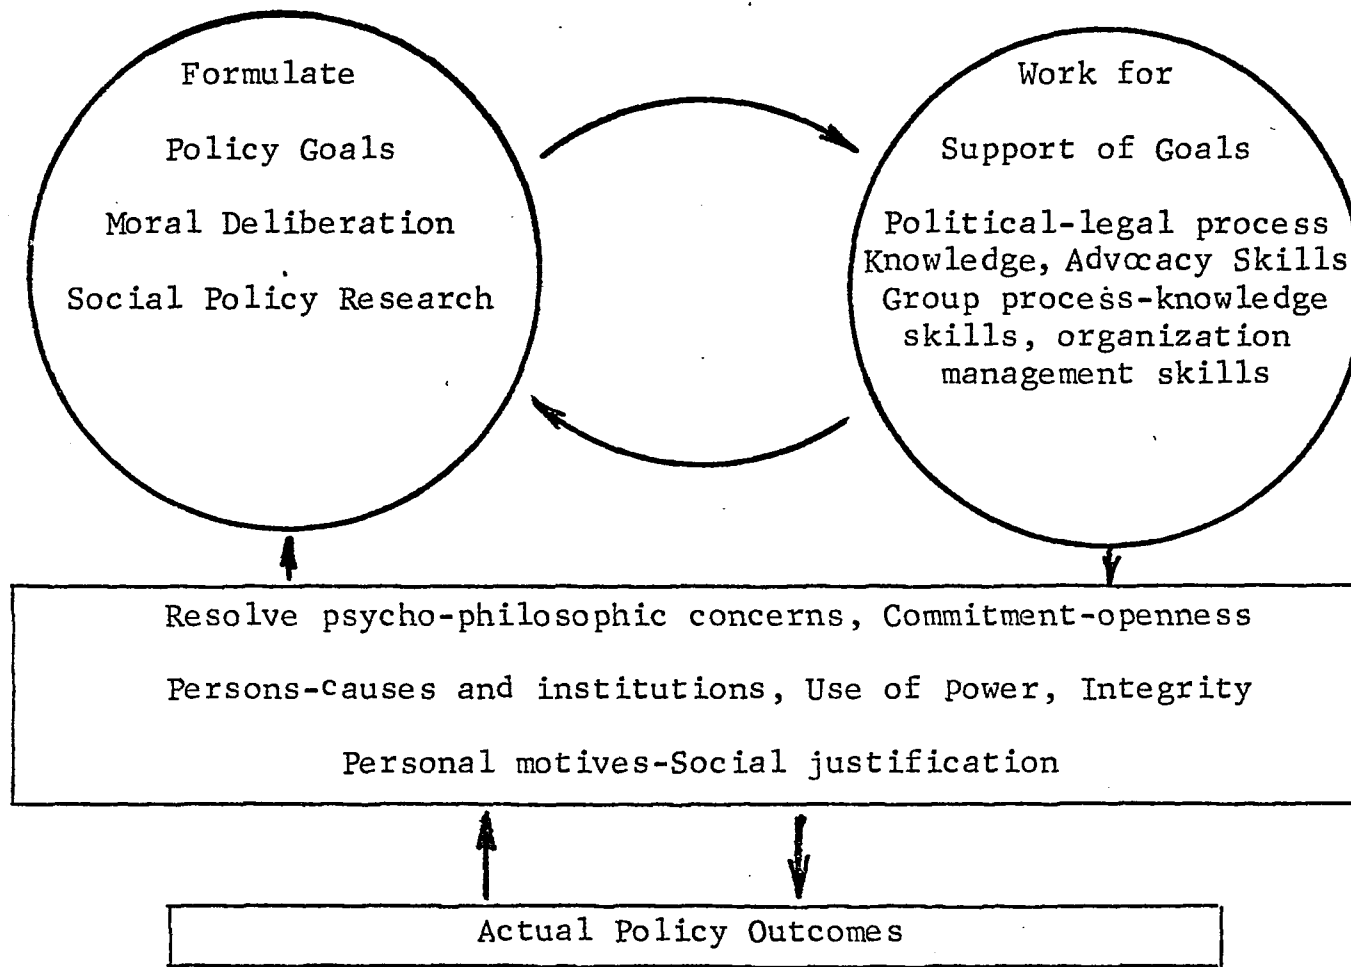 Formulate
Policy Goals
Moral Deliberation
Social Policy Research
Work for
Support of Goals
Political-legal process
Knowledge, Advocacy Skills
Group process-knowledge
skills, organization
management skills
Resolve psycho-philosophic concerns, Commitment-openness
Persons-causes and institutions, Use of Power, Integrity
Personal motives-Social justification
Actual Policy Outcomes